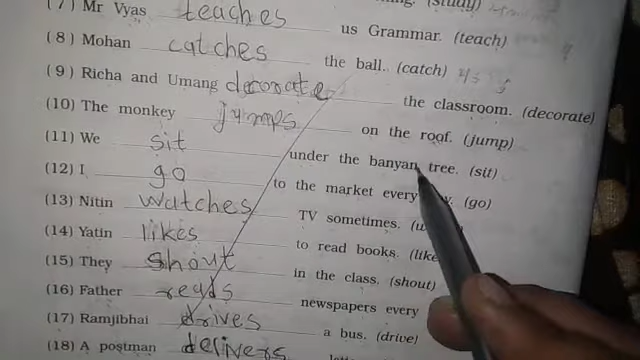 (study)
(7) Mr Vyas teaches us Grammar. (teach)
(8) Mohan catches the ball. (catch)
(9) Richa and Umang decorate the classroom. (decorate)
(10) The monkey jumps on the roof. (jump)
(11) We sit under the banyan tree. (sit)
(12) I go to the market every (go)
(13) Nitin watches TV sometimes.
(14) Yatin likes to read books. (like
(15) They shout in the class. (shout)
(16) Father reads newspapers every
(17) Ramjibhai drives a bus. (drive)
(18) A postman delivers